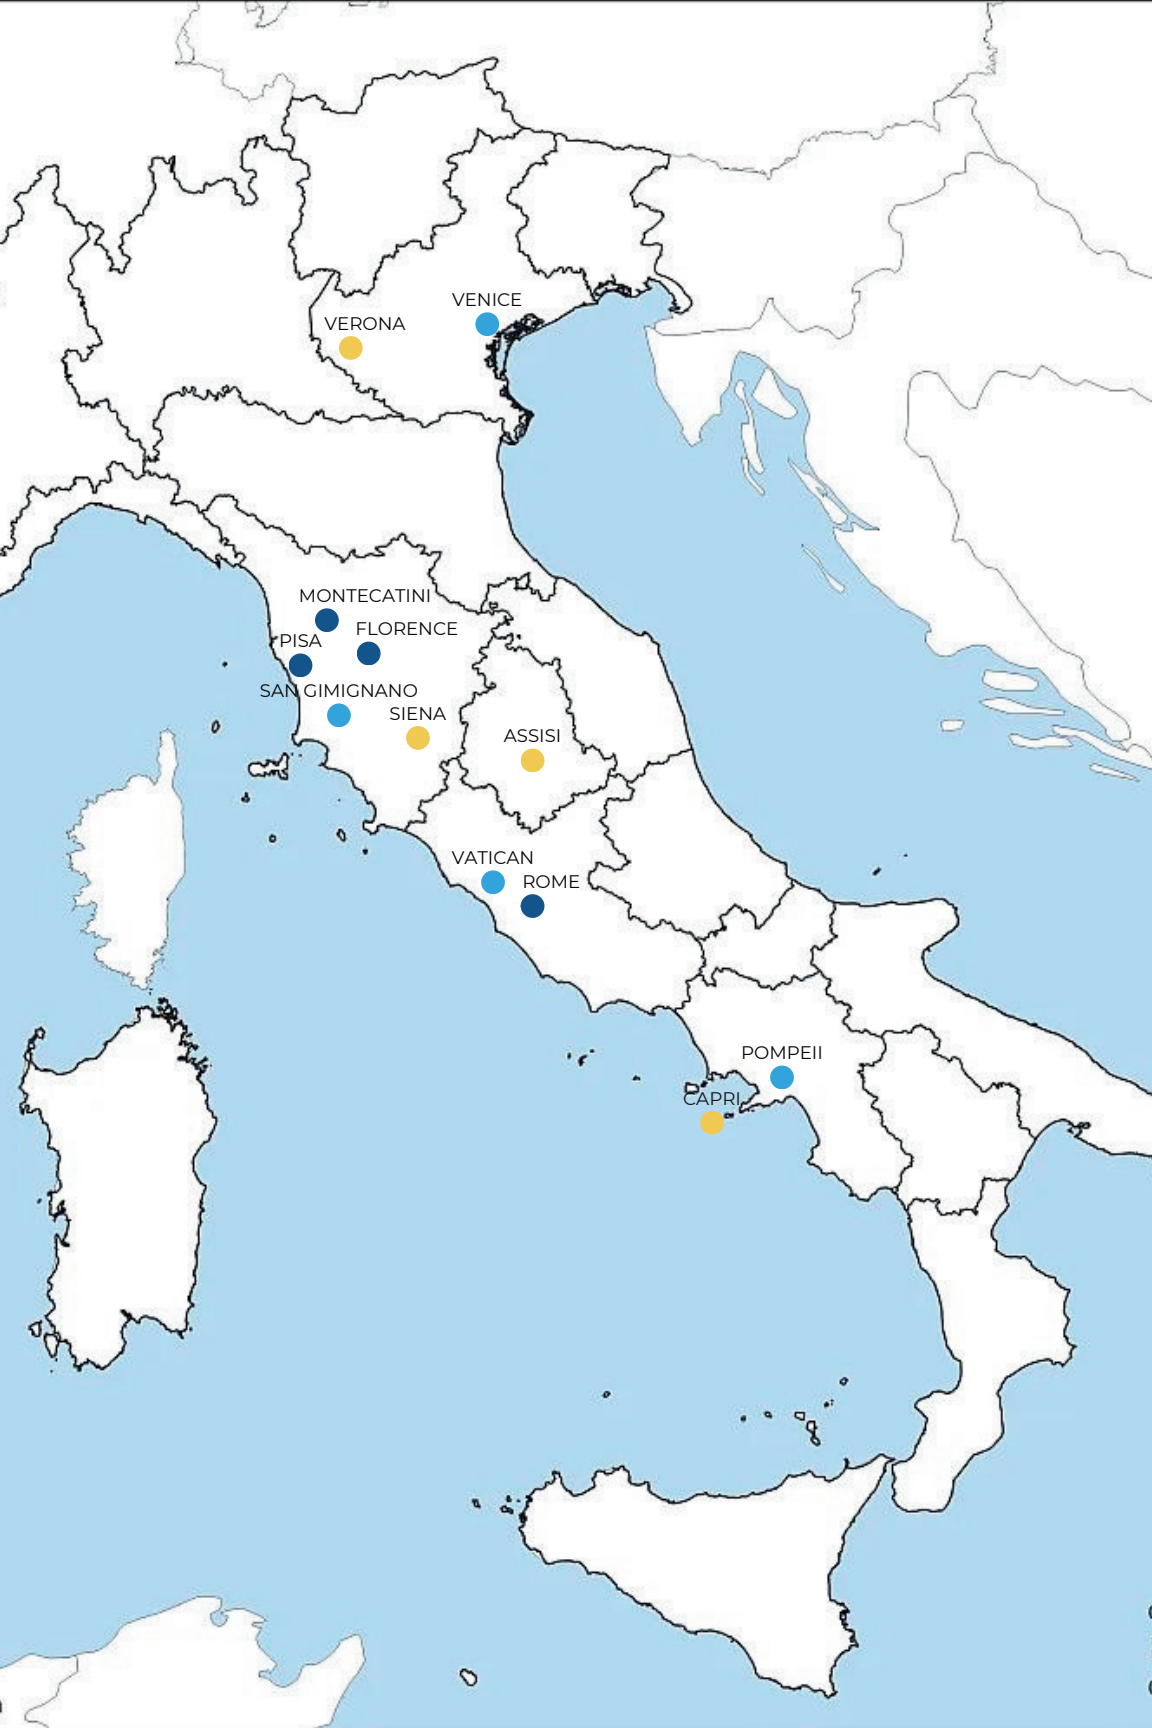 VENICE
VERONA
MONTECATINI
FLORENCE
PISA
SAN GIMIGNANO
SIENA
ASSISI
VATICAN
ROME
POMPEII
CAPRI